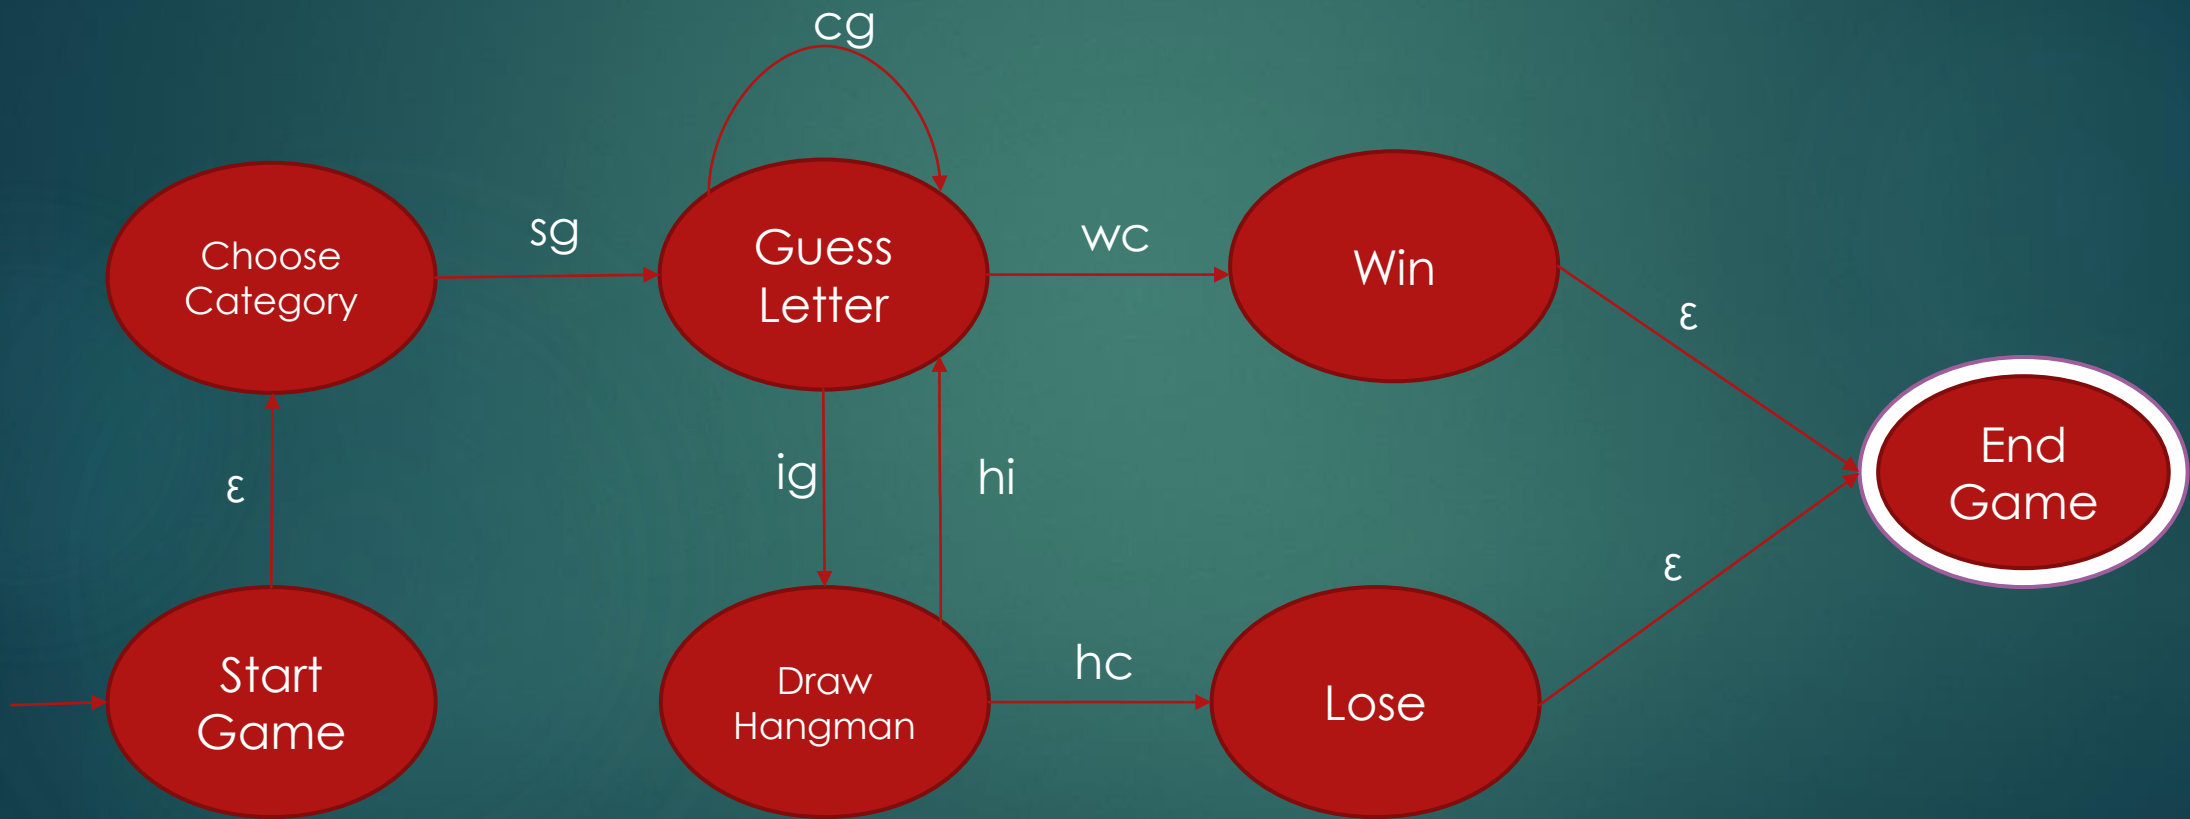 cg
Choose
Category
sg
Guess
Letter
wc
Win
ε
ε
ig
hi
End
Game
Start
Game
Draw
Hangman
hc
Lose
ε